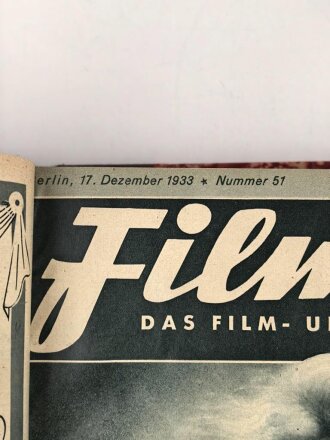 erlin, 17. Dezember 1933 ★ Nummer 51
Film
DAS FILM- U